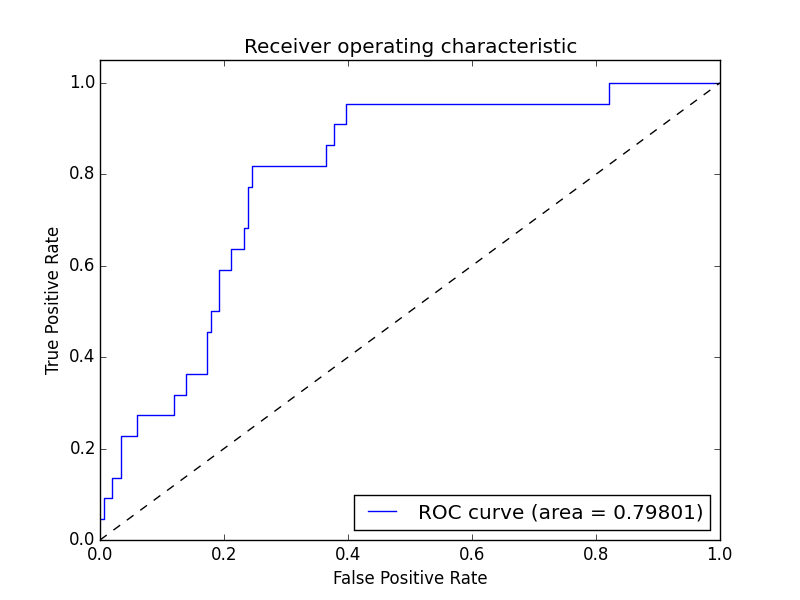 Receiver operating characteristic
True Positive Rate
1.0
0.8
0.6
0.4
0.2
0.0
ROC curve (area = 0.79801)
0.0 0.2 0.4 0.6 0.8 1.0
False Positive Rate